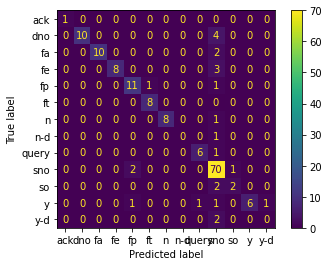 ack 1 0 0 0 0 0 0 0 0 0 0 0 0
dno 0 10 0 0 0 0 0 0 0 4 0 0 0
fa 0 0 10 0 0 0 0 0 0 2 0 0 0
fe 0 0 0 8 0 0 0 0 0 3 0 0 0
fp 0 0 0 0 11 1 0 0 0 1 0 0 0
ft 0 0 0 0 0 8 0 0 0 0 0 0 0
n 0 0 0 0 0 0 8 0 0 1 0 0 0
n-d 0 0 0 0 0 0 0 0 0 1 0 0 0
query 0 0 0 0 0 0 0 0 6 1 0 0 0
sno 0 0 0 0 2 0 0 0 0 70 1 0 0
so 0 0 0 0 0 0 0 0 0 2 2 0 0
y 0 0 0 0 1 0 0 0 1 1 0 6 1
y-d 0 0 0 0 0 0 0 0 0 2 0 0 0
ack dno fa fe fp ft n n-d query sno so y y-d
Predicted label
True label
70
60
50
40
30
20
10
0